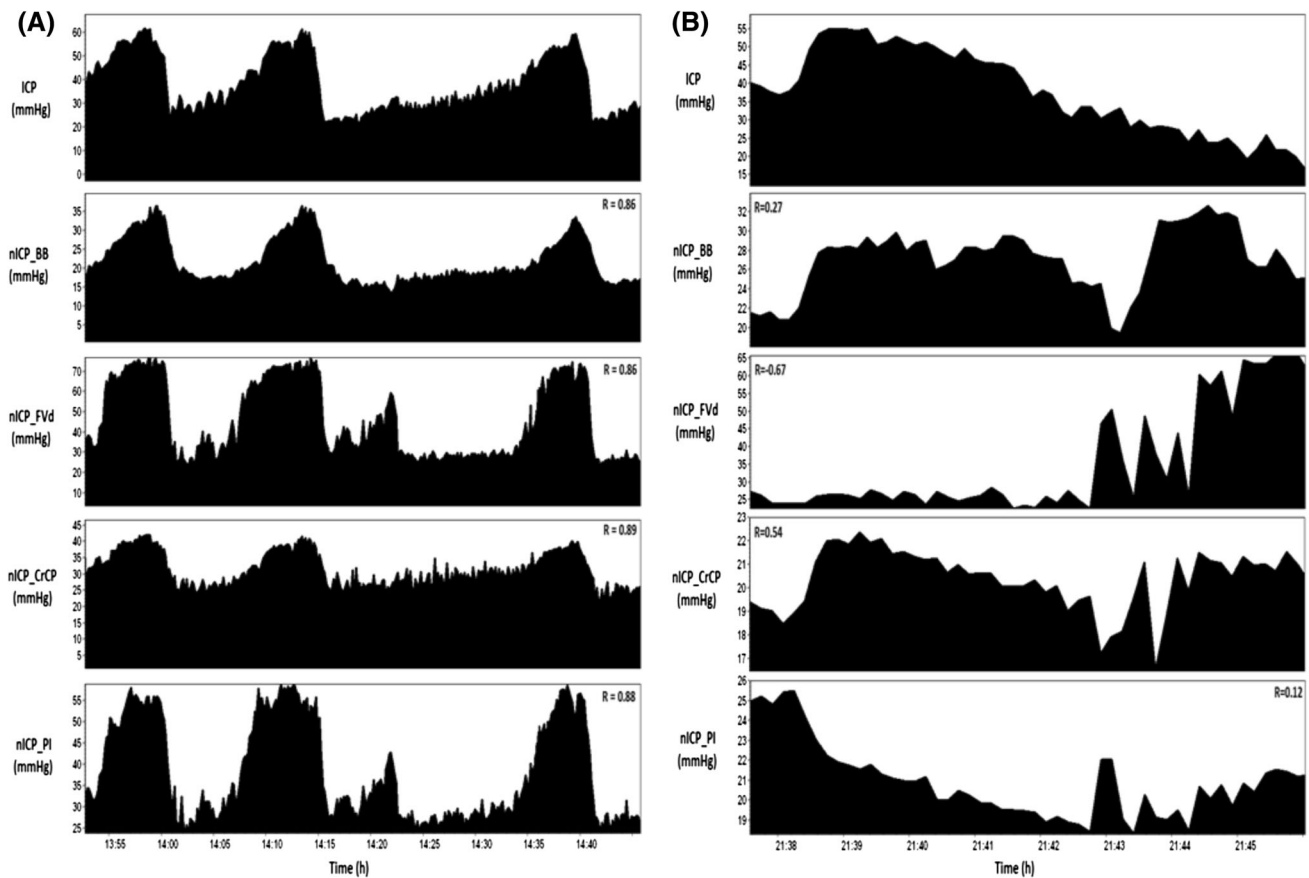 (A)
ICP
(mmHg)
60
50
40
30
20
10
0
nICP_BB
(mmHg)
R = 0.86
35
30
25
20
15
10
5
nICP_FVd
(mmHg)
R = 0.86
70
60
50
40
30
20
10
nICP_CrCP
(mmHg)
R = 0.89
45
40
35
30
25
20
15
10
5
nICP_PI
(mmHg)
R = 0.88
55
50
45
40
35
30
25
13:55 14:00 14:05 14:10 14:15 14:20 14:25 14:30 14:35 14:40
Time (h)
(B)
ICP
(mmHg)
55
50
45
40
35
30
25
20
15
nICP_BB
(mmHg)
R=0.27
32
30
28
26
24
22
20
nICP_FVd
(mmHg)
R=-0.67
65
60
55
50
45
40
35
30
25
nICP_CrCP
(mmHg)
R=0.54
23
22
21
20
19
18
17
nICP_PI
(mmHg)
R=0.12
26
25
24
23
22
21
20
19
21:38 21:39 21:40 21:41 21:42 21:43 21:44 21:45
Time (h)